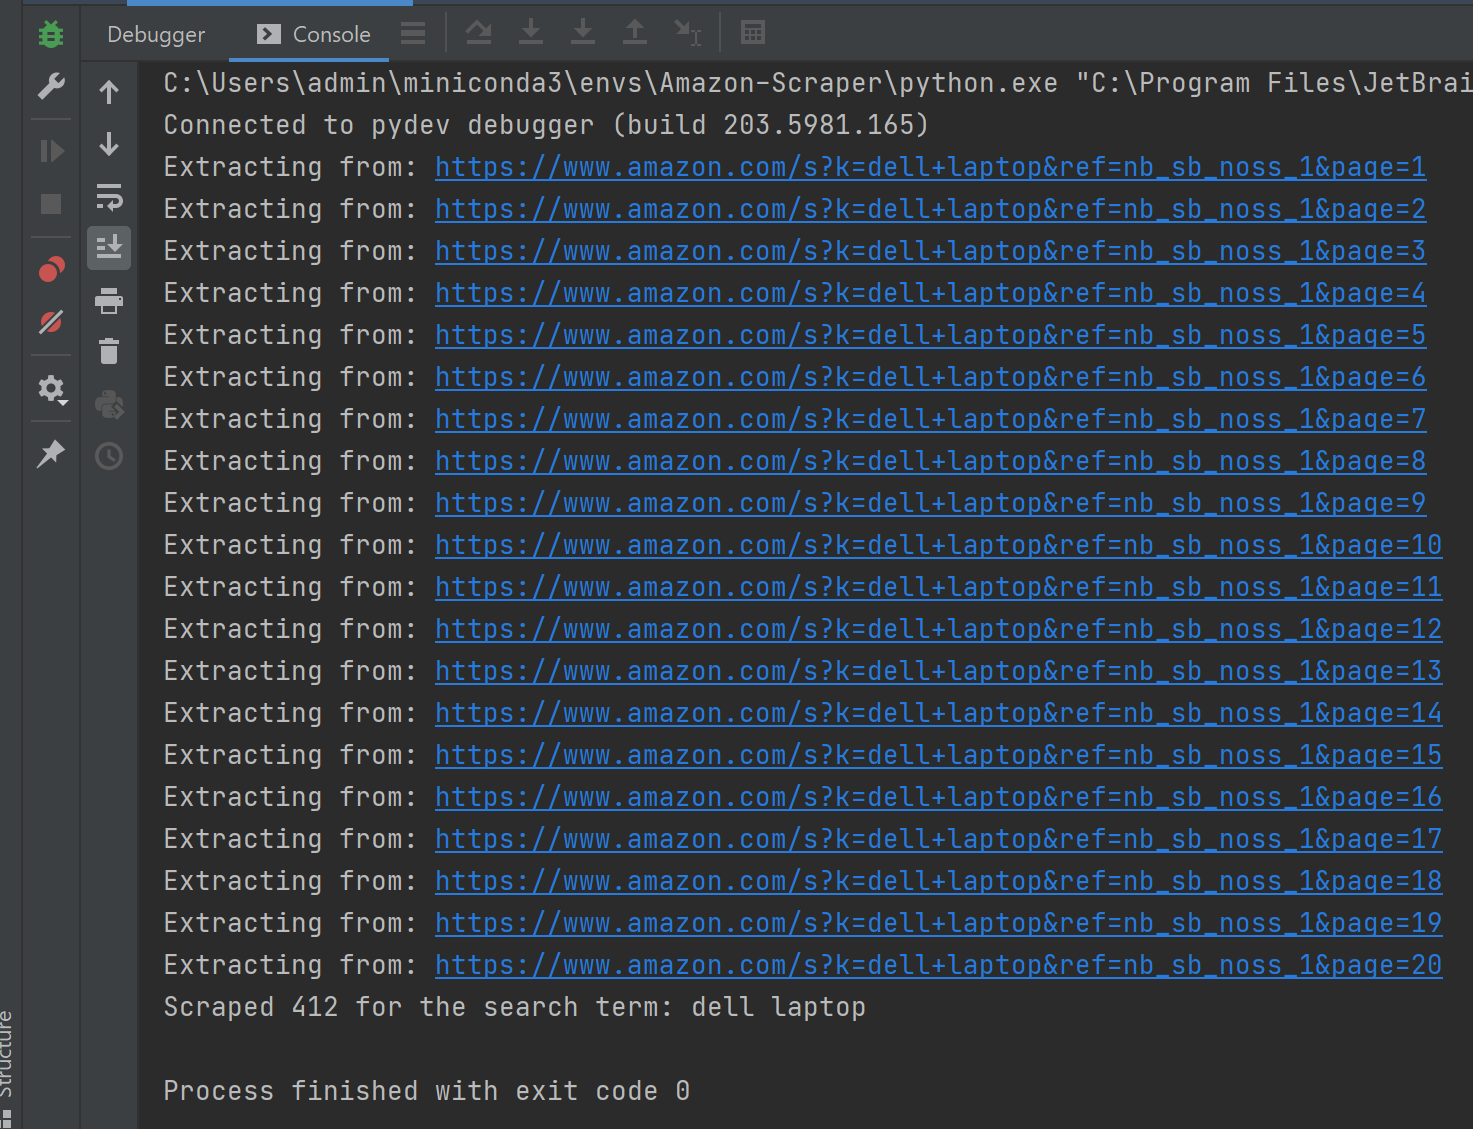 Debugger Console
C:\Users\admin\miniconda3\envs\Amazon-Scraper\python.exe "C:\Program Files\JetBrai
Connected to pydev debugger (build 203.5981.165)
Extracting from: https://www.amazon.com/s?k=dell+laptop&ref=nb_sb_noss_1&page=1
Extracting from: https://www.amazon.com/s?k=dell+laptop&ref=nb_sb_noss_1&page=2
Extracting from: https://www.amazon.com/s?k=dell+laptop&ref=nb_sb_noss_1&page=3
Extracting from: https://www.amazon.com/s?k=dell+laptop&ref=nb_sb_noss_1&page=4
Extracting from: https://www.amazon.com/s?k=dell+laptop&ref=nb_sb_noss_1&page=5
Extracting from: https://www.amazon.com/s?k=dell+laptop&ref=nb_sb_noss_1&page=6
Extracting from: https://www.amazon.com/s?k=dell+laptop&ref=nb_sb_noss_1&page=7
Extracting from: https://www.amazon.com/s?k=dell+laptop&ref=nb_sb_noss_1&page=8
Extracting from: https://www.amazon.com/s?k=dell+laptop&ref=nb_sb_noss_1&page=9
Extracting from: https://www.amazon.com/s?k=dell+laptop&ref=nb_sb_noss_1&page=10
Extracting from: https://www.amazon.com/s?k=dell+laptop&ref=nb_sb_noss_1&page=11
Extracting from: https://www.amazon.com/s?k=dell+laptop&ref=nb_sb_noss_1&page=12
Extracting from: https://www.amazon.com/s?k=dell+laptop&ref=nb_sb_noss_1&page=13
Extracting from: https://www.amazon.com/s?k=dell+laptop&ref=nb_sb_noss_1&page=14
Extracting from: https://www.amazon.com/s?k=dell+laptop&ref=nb_sb_noss_1&page=15
Extracting from: https://www.amazon.com/s?k=dell+laptop&ref=nb_sb_noss_1&page=16
Extracting from: https://www.amazon.com/s?k=dell+laptop&ref=nb_sb_noss_1&page=17
Extracting from: https://www.amazon.com/s?k=dell+laptop&ref=nb_sb_noss_1&page=18
Extracting from: https://www.amazon.com/s?k=dell+laptop&ref=nb_sb_noss_1&page=19
Extracting from: https://www.amazon.com/s?k=dell+laptop&ref=nb_sb_noss_1&page=20
Scraped 412 for the search term: dell laptop
Process finished with exit code 0
Structure